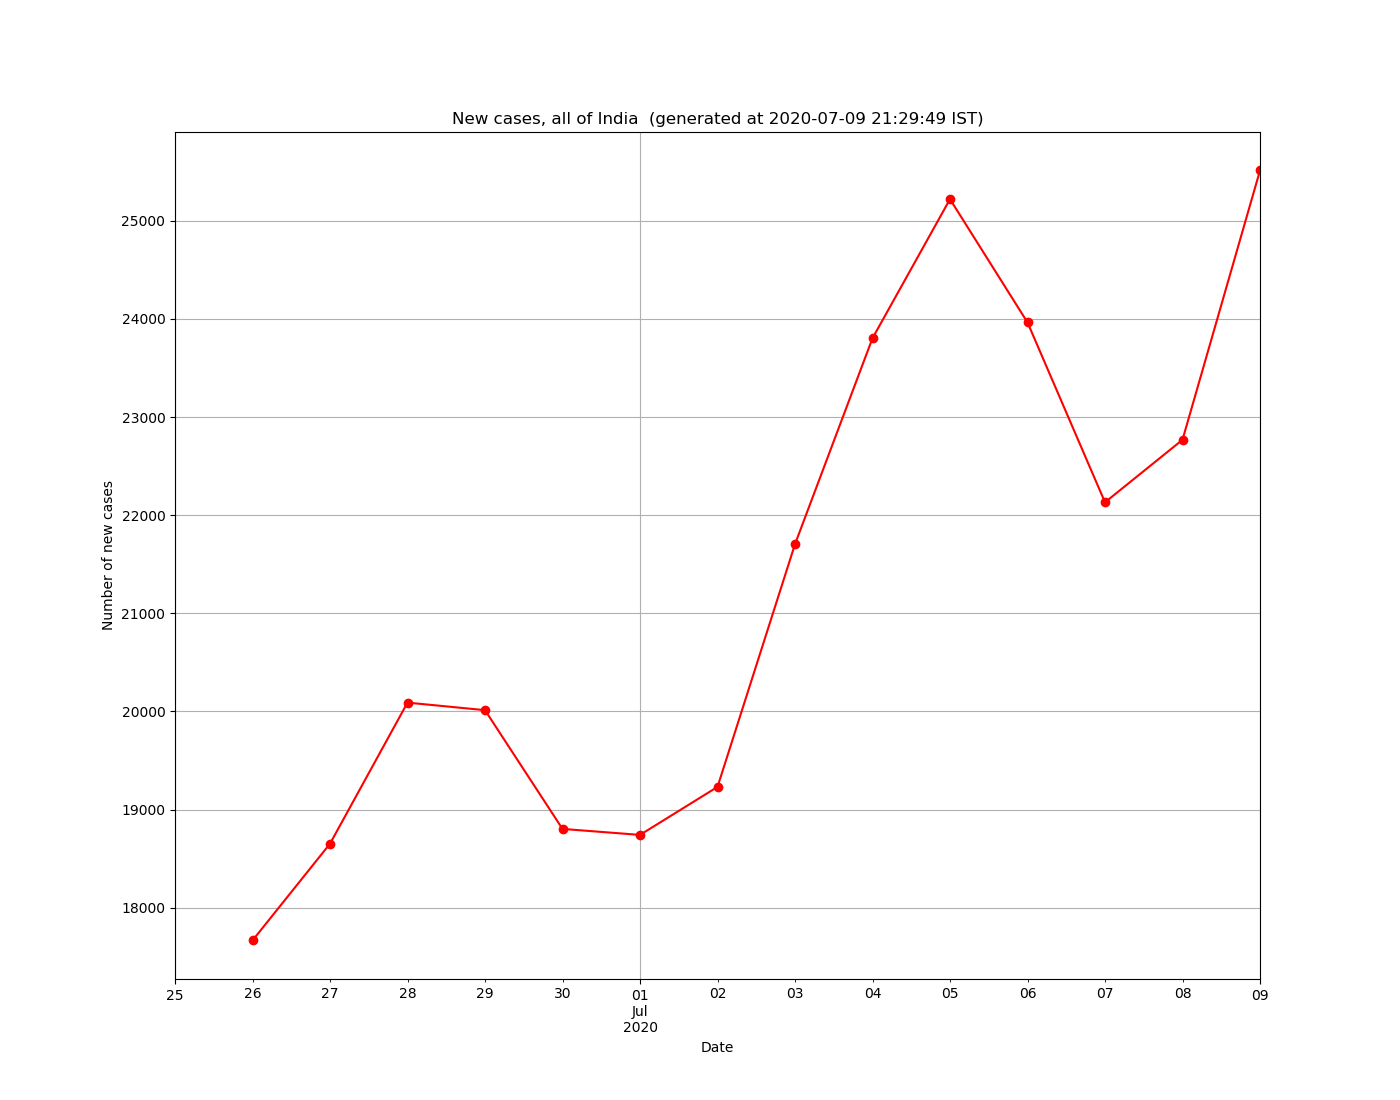 New cases, all of India  (generated at 2020-07-09 21:29:49 IST)
25000
24000
23000
22000
21000
20000
19000
18000
Number of new cases
25 26 27 28 29 30 01 02 03 04 05 06 07 08 09
Jul
2020
Date